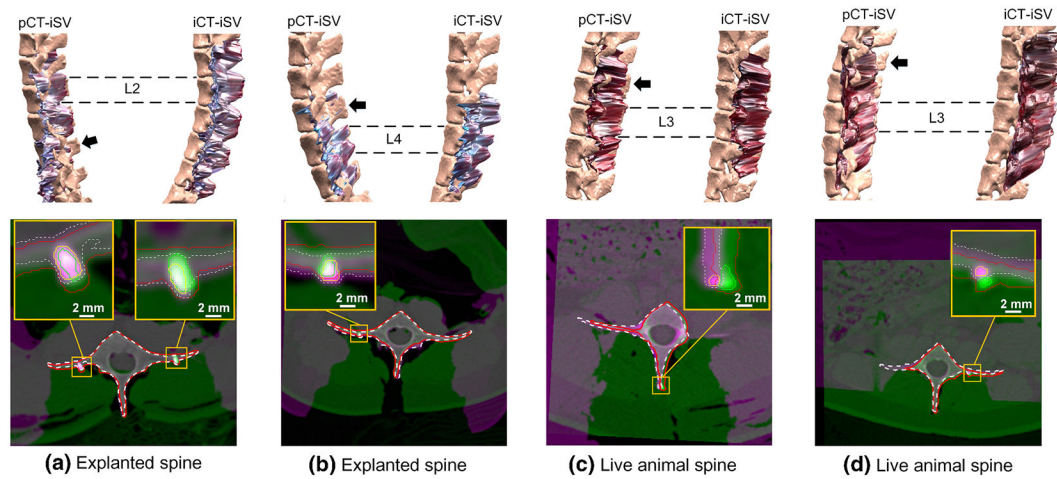 pCT-iSV iCT-iSV pCT-iSV iCT-iSV pCT-iSV iCT-iSV pCT-iSV iCT-iSV
L2 L4 L3 L3
2 mm 2 mm 2 mm 2 mm 2 mm
(a) Explanted spine (b) Explanted spine (c) Live animal spine (d) Live animal spine